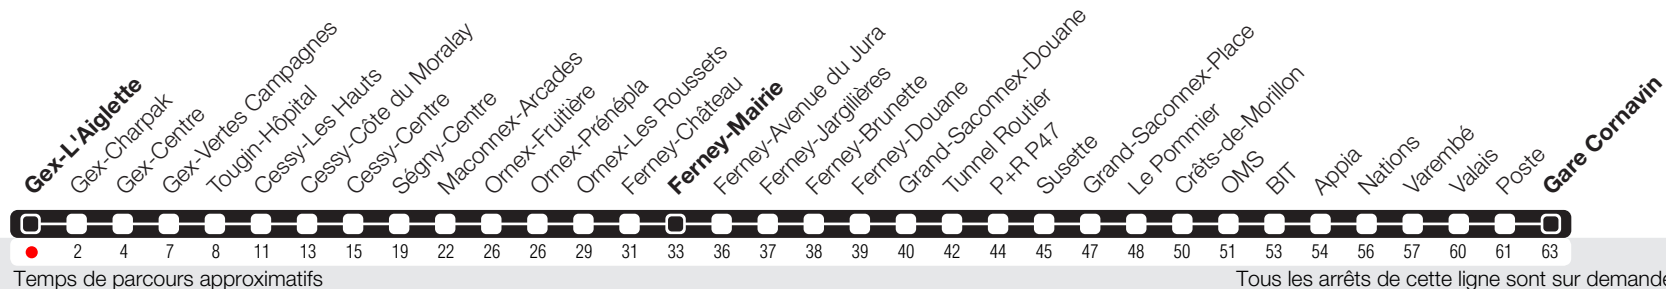 Gex-L'Aiglette
Gex-Charpak
Gex-Centre
Gex-Vertes Campagnes
Tougin-Hôpital
Cessy-Les Hauts
Cessy-Côte du Moralay
Cessy-Centre
Ségny-Centre
Maconnex-Arcades
Ornex-Fruitière
Ornex-Prénépla
Ornex-Les Roussets
Ferney-Château
Ferney-Mairie
Ferney-Avenue du Jura
Ferney-Jargilières
Ferney-Brunette
Ferney-Douane
Grand-Saconnex-Douane
Tunnel Routier
P+R P47
Susette
Grand-Saconnex-Place
Le Pommier
Crêts-de-Morillon
OMS
BIT
Appia
Nations
Varembé
Valais
Poste
Gare Cornavin
2 4 7 8 11 13 15 19 22 26 26 29 31 33 36 37 38 39 40 42 44 45 47 48 50 51 53 54 56 57 60 61 63
Temps de parcours approximatifs
Tous les arrêts de cette ligne sont sur demande